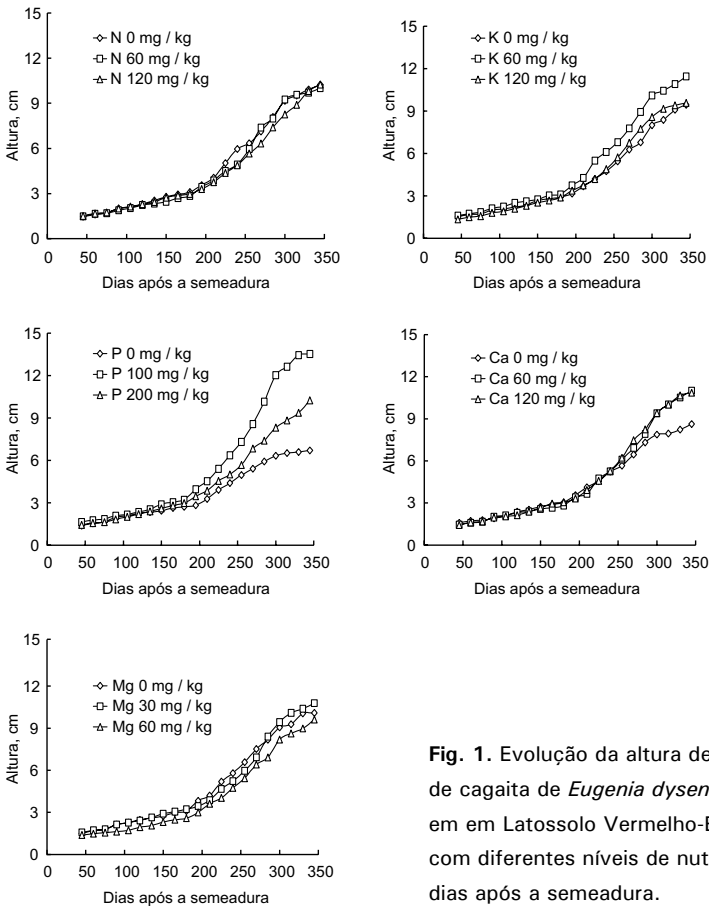 15
12
9
6
3
0
Altura, cm
N 0 mg / kg
N 60 mg / kg
N 120 mg / kg
0 50 100 150 200 250 300 350
Dias após a semeadura
15
12
9
6
3
0
Altura, cm
K 0 mg / kg
K 60 mg / kg
K 120 mg / kg
0 50 100 150 200 250 300 350
Dias após a semeadura
15
12
9
6
3
0
Altura, cm
P 0 mg / kg
P 100 mg / kg
P 200 mg / kg
0 50 100 150 200 250 300 350
Dias após a semeadura
15
12
9
6
3
0
Altura, cm
Ca 0 mg / kg
Ca 60 mg / kg
Ca 120 mg / kg
0 50 100 150 200 250 300 350
Dias após a semeadura
15
12
9
6
3
0
Altura, cm
Mg 0 mg / kg
Mg 30 mg / kg
Mg 60 mg / kg
0 50 100 150 200 250 300 350
Dias após a semeadura
Fig. 1. Evolução da altura de
de cagaita de Eugenia dysen
em em Latossolo Vermelho-
com diferentes níveis de nut
dias após a semeadura.